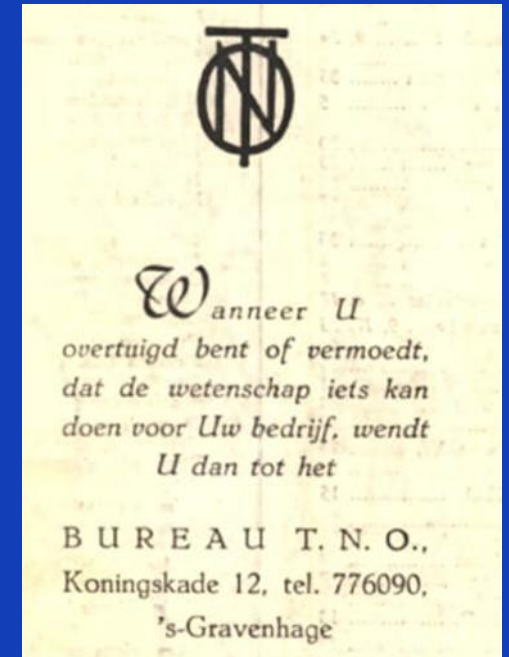 TNO
Wanneer U
overtuigd bent of vermoedt,
dat de wetenschap iets kan
doen voor Uw bedrijf, wendt
U dan tot het
BUREAU T. N. O.,
Koningskade 12, tel. 776090,
's-Gravenhage